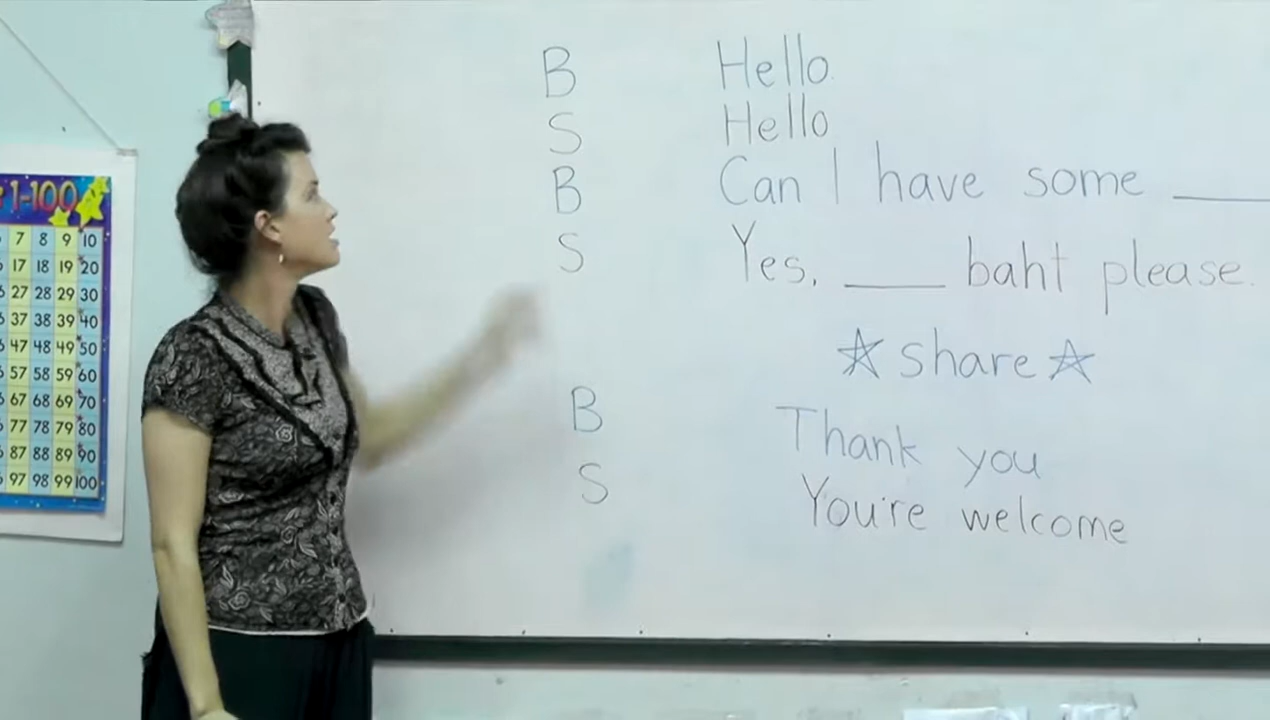 B Hello.
S Hello
B Can I have some ____
S Yes, ____ baht please.
☆ share ☆
B Thank you
S You're welcome
1-100
7 8 9 10
17 18 19 20
27 28 29 30
37 38 39 40
47 48 49 50
57 58 59 60
67 68 69 70
77 78 79 80
87 88 89 90
97 98 99 100